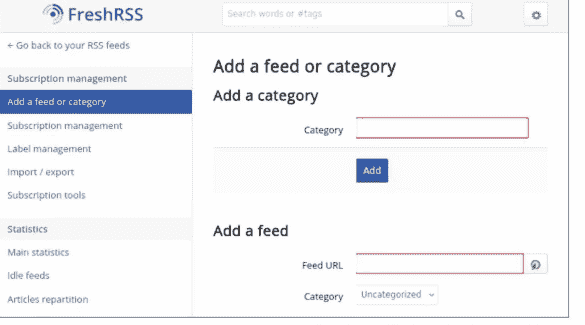 FreshRSS
Search words or #tags
← Go back to your RSS feeds
Subscription management
Add a feed or category
Subscription management
Label management
Import / export
Subscription tools
Statistics
Main statistics
Idle feeds
Articles repartition
Add a feed or category
Add a category
Category
Add
Add a feed
Feed URL
Category
Uncategorized